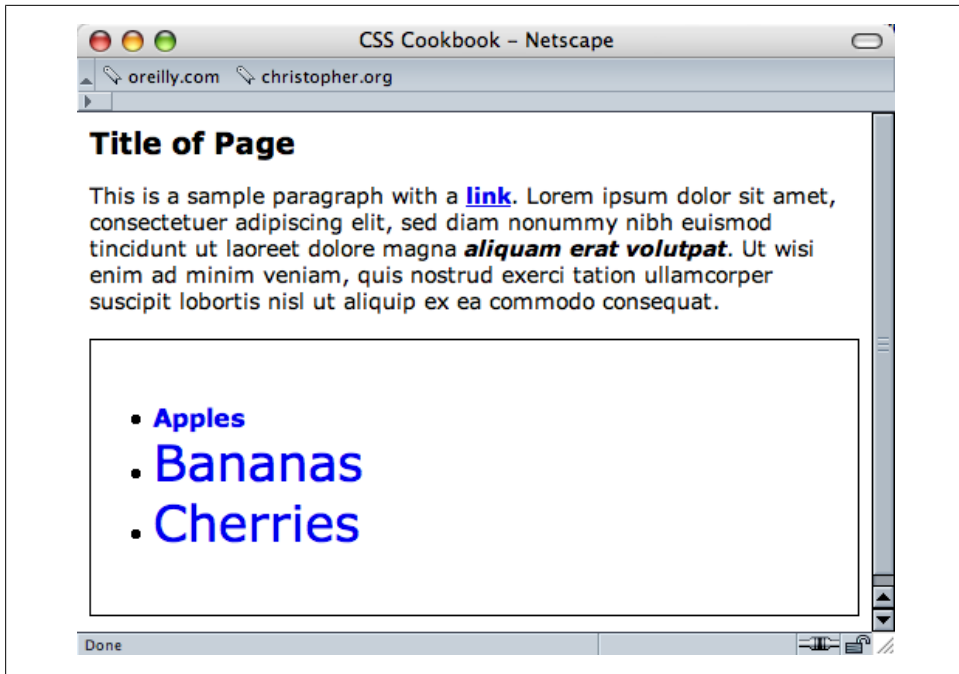 CSS Cookbook – Netscape
oreilly.com christopher.org
Title of Page
This is a sample paragraph with a link. Lorem ipsum dolor sit amet,
consectetuer adipiscing elit, sed diam nonummy nibh euismod
tincidunt ut laoreet dolore magna aliquam erat volutpat. Ut wisi
enim ad minim veniam, quis nostrud exerci tation ullamcorper
suscipit lobortis nisl ut aliquip ex ea commodo consequat.
• Apples
• Bananas
• Cherries
Done